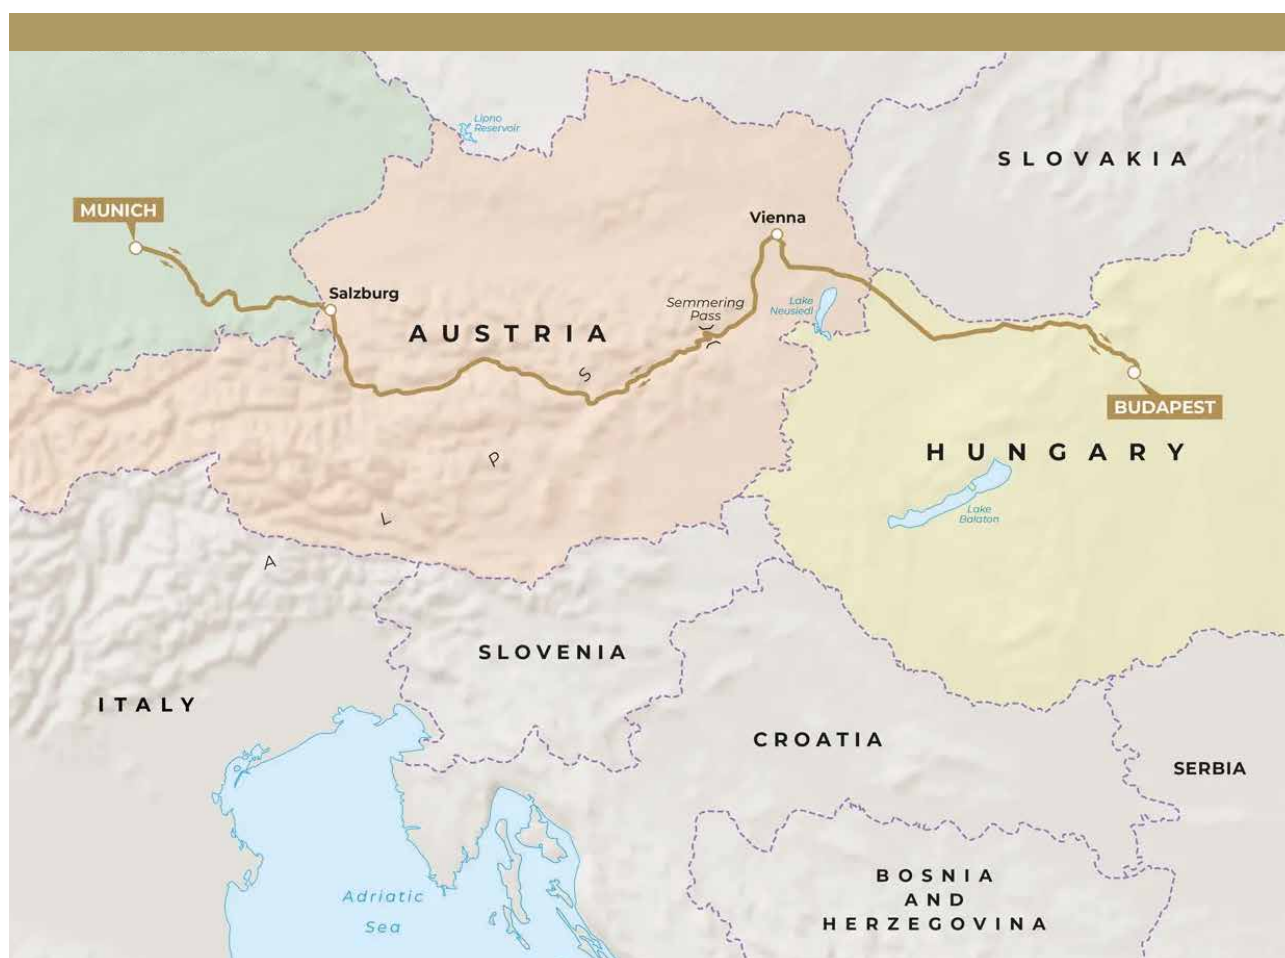 Lipno
Reservoir
SLOVAKIA
MUNICH
Vienna
Salzburg
Semmering
Pass
Lake
Neusiedl
AUSTRIA
BUDAPEST
HUNGARY
Lake
Balaton
A L P S
SLOVENIA
ITALY
CROATIA
SERBIA
BOSNIA
AND
HERZEGOVINA
Adriatic
Sea